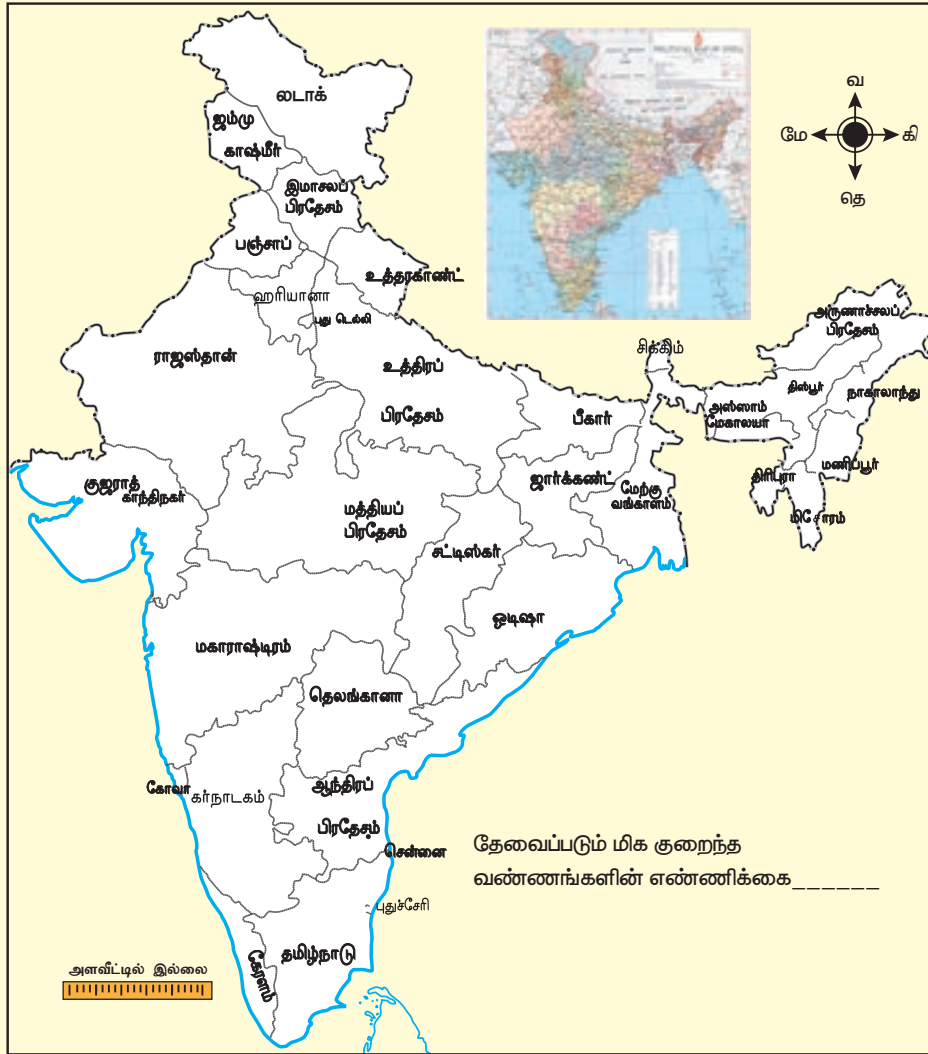 லடாக்
ஜம்மு
காஷ்மீர்
இமாசலப்
பிரதேசம்
பஞ்சாப்
உத்தரகாண்ட்
ஹரியானா
புது டெல்லி
ராஜஸ்தான்
உத்திரப்
பிரதேசம்
வ
மே
கி
தெ
அருணாச்சலப்
பிரதேசம்
சிக்கிம்
திஸ்பூர்
நாகாலாந்து
அஸ்ஸாம்
மேகாலயா
பீகார்
மணிப்பூர்
திரிபுரா
மிசோரம்
குஜராத்
காந்திநகர்
ஜார்க்கண்ட்
மேற்கு
வங்காளம்
மத்தியப்
பிரதேசம்
சட்டிஸ்கர்
ஒடிஷா
மகாராஷ்டிரம்
தெலங்கானா
கோவா
கர்நாடகம்
ஆந்திரப்
பிரதேசம்
சென்னை
தேவைப்படும் மிக குறைந்த
வண்ணங்களின் எண்ணிக்கை______
புதுச்சேரி
தமிழ்நாடு
கேரளம்
அளவீட்டில் இல்லை